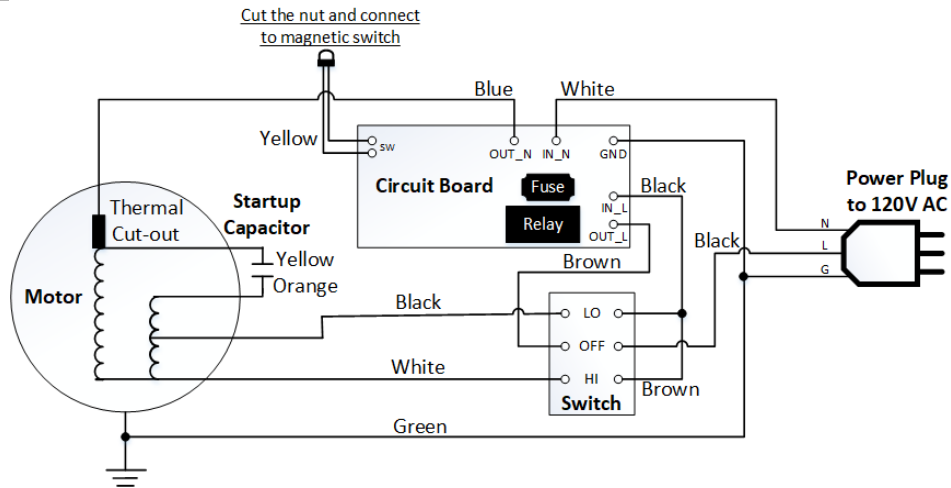 Cut the nut and connect
to magnetic switch
Blue
White
Yellow
SW
OUT_N
IN_N
GND
Circuit Board
Fuse
Black
IN_L
Relay
OUT_L
Power Plug
to 120V AC
N
L
G
Thermal
Cut-out
Startup
Capacitor
Yellow
Orange
Brown
Black
Motor
Black
LO
OFF
White
HI
Brown
Switch
Green